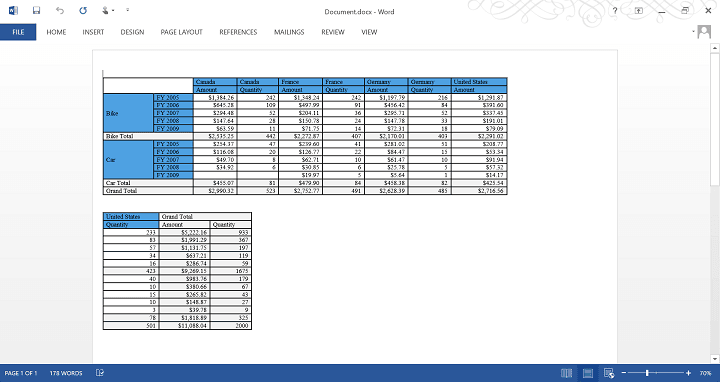 Document.docx - Word
FILE HOME INSERT DESIGN PAGE LAYOUT REFERENCES MAILINGS REVIEW VIEW
Canada Canada France France Germany Germany United States
Amount Quantity Amount Quantity Amount Quantity Amount
Bike FY 2005 $1,384.26 242 $1,348.24 242 $1,197.79 216 $1,291.87
FY 2006 $645.28 109 $497.99 91 $456.42 84 $391.60
FY 2007 $294.48 52 $204.11 36 $295.71 52 $337.45
FY 2008 $147.64 28 $150.78 24 $147.78 33 $191.01
FY 2009 $63.59 11 $71.75 14 $72.31 18 $79.09
Bike Total $2,535.25 442 $2,272.87 407 $2,170.01 403 $2,291.02
Car FY 2005 $254.37 47 $239.60 41 $281.02 51 $208.77
FY 2006 $116.08 20 $126.77 22 $84.47 15 $53.34
FY 2007 $49.70 8 $62.71 10 $61.47 10 $91.94
FY 2008 $34.92 6 $30.85 6 $25.78 5 $57.32
FY 2009 $19.97 5 $5.64 1 $14.17
Car Total $455.07 81 $479.90 84 $458.38 82 $425.54
Grand Total $2,990.32 523 $2,752.77 491 $2,628.39 485 $2,716.56
United States Grand Total
Quantity Amount Quantity
233 $5,222.16 933
83 $1,991.29 367
57 $1,131.75 197
34 $637.21 119
16 $286.74 59
423 $9,269.15 1675
40 $983.76 179
10 $380.66 67
15 $265.82 43
10 $148.87 27
3 $39.78 9
78 $1,818.89 325
501 $11,088.04 2000
PAGE 1 OF 1 178 WORDS 70%